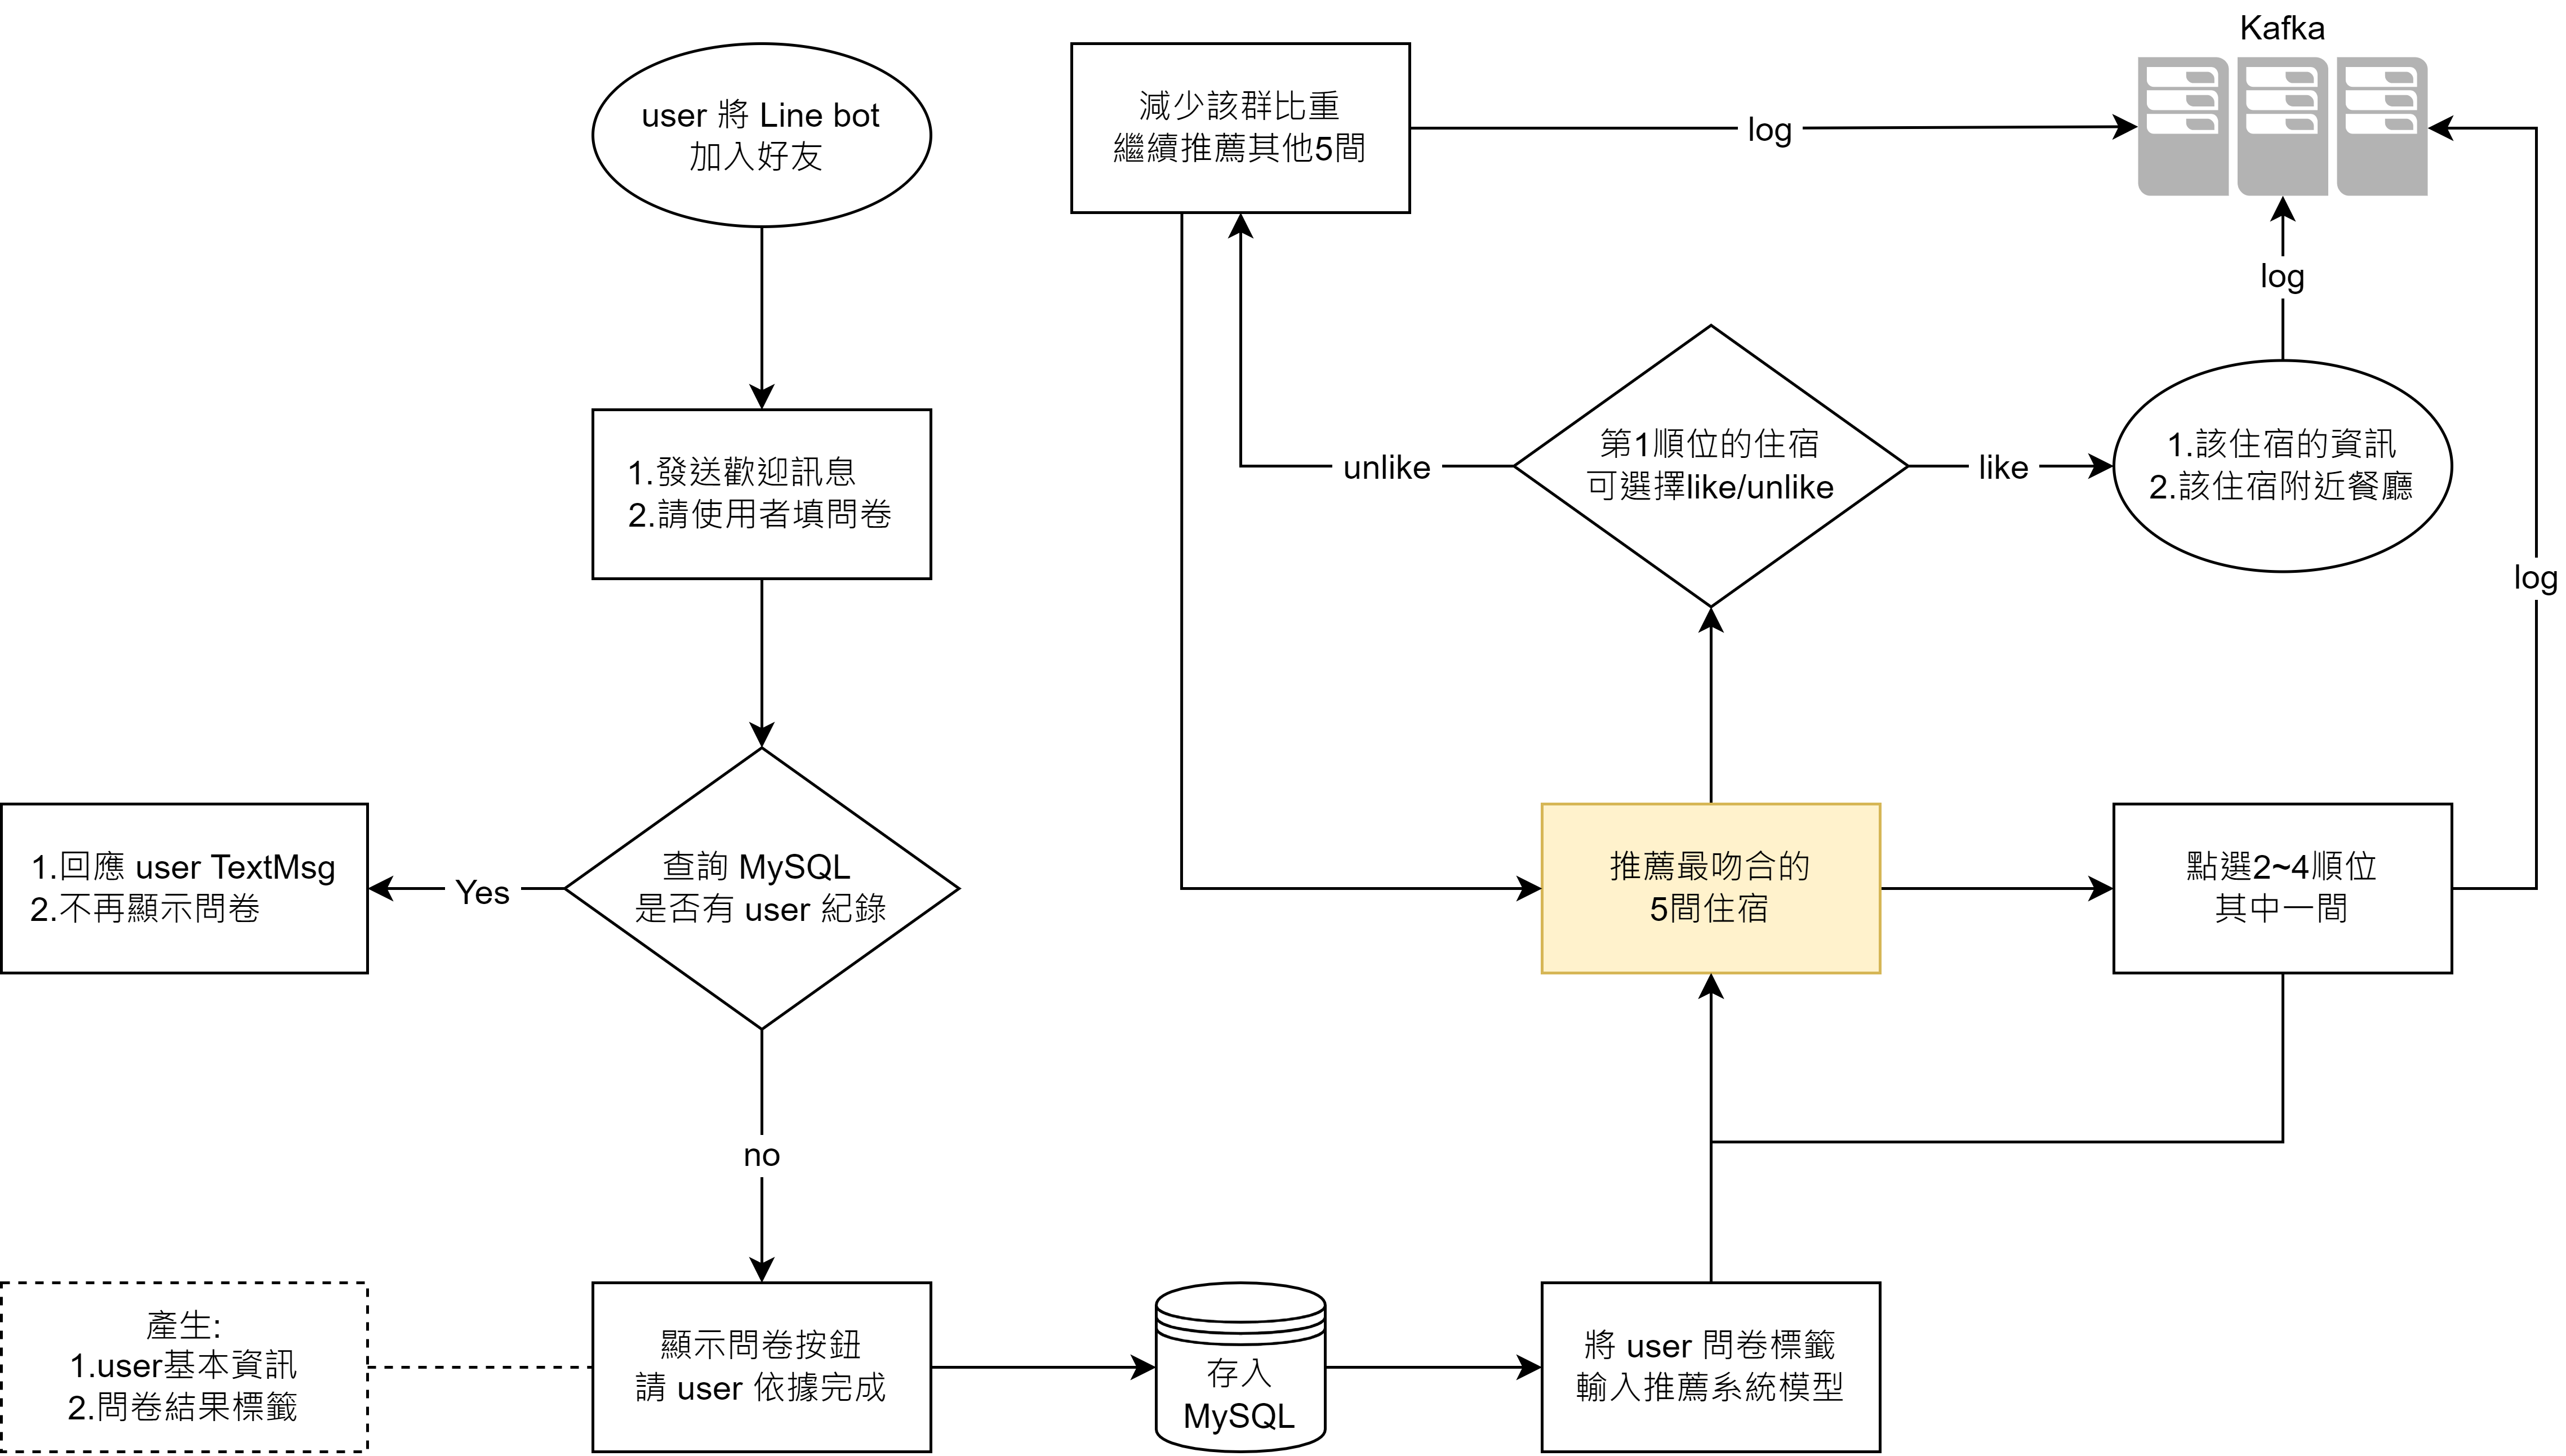 user 將 Line bot
加入好友
1.發送歡迎訊息
2.請使用者填問卷
查詢 MySQL
是否有 user 紀錄
Yes
1.回應 user TextMsg
2.不再顯示問卷
no
顯示問卷按鈕
請 user 依據完成
產生:
1.user基本資訊
2.問卷結果標籤
存入
MySQL
將 user 問卷標籤
輸入推薦系統模型
推薦最吻合的
5間住宿
點選2~4順位
其中一間
log
第1順位的住宿
可選擇like/unlike
unlike
like
減少該群比重
繼續推薦其他5間
log
1.該住宿的資訊
2.該住宿附近餐廳
log
Kafka